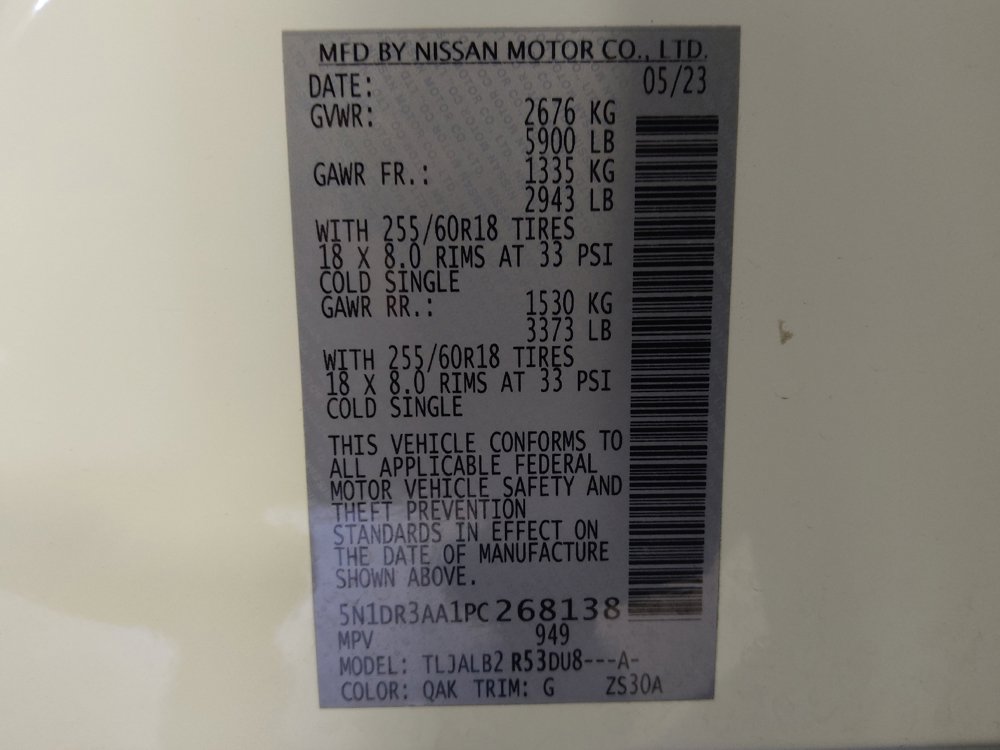 MFD BY NISSAN MOTOR CO., LTD.
DATE: 05/23
GVWR: 2676 KG
5900 LB
GAWR FR.: 1335 KG
2943 LB
WITH 255/60R18 TIRES
18 X 8.0 RIMS AT 33 PSI
COLD SINGLE
GAWR RR.: 1530 KG
3373 LB
WITH 255/60R18 TIRES
18 X 8.0 RIMS AT 33 PSI
COLD SINGLE
THIS VEHICLE CONFORMS TO
ALL APPLICABLE FEDERAL
MOTOR VEHICLE SAFETY AND
THEFT PREVENTION
STANDARDS IN EFFECT ON
THE DATE OF MANUFACTURE
SHOWN ABOVE.
5N1DR3AA1PC268138
MPV 949
MODEL: TLJALB2 R53DU8---A-
COLOR: QAK TRIM: G ZS30A